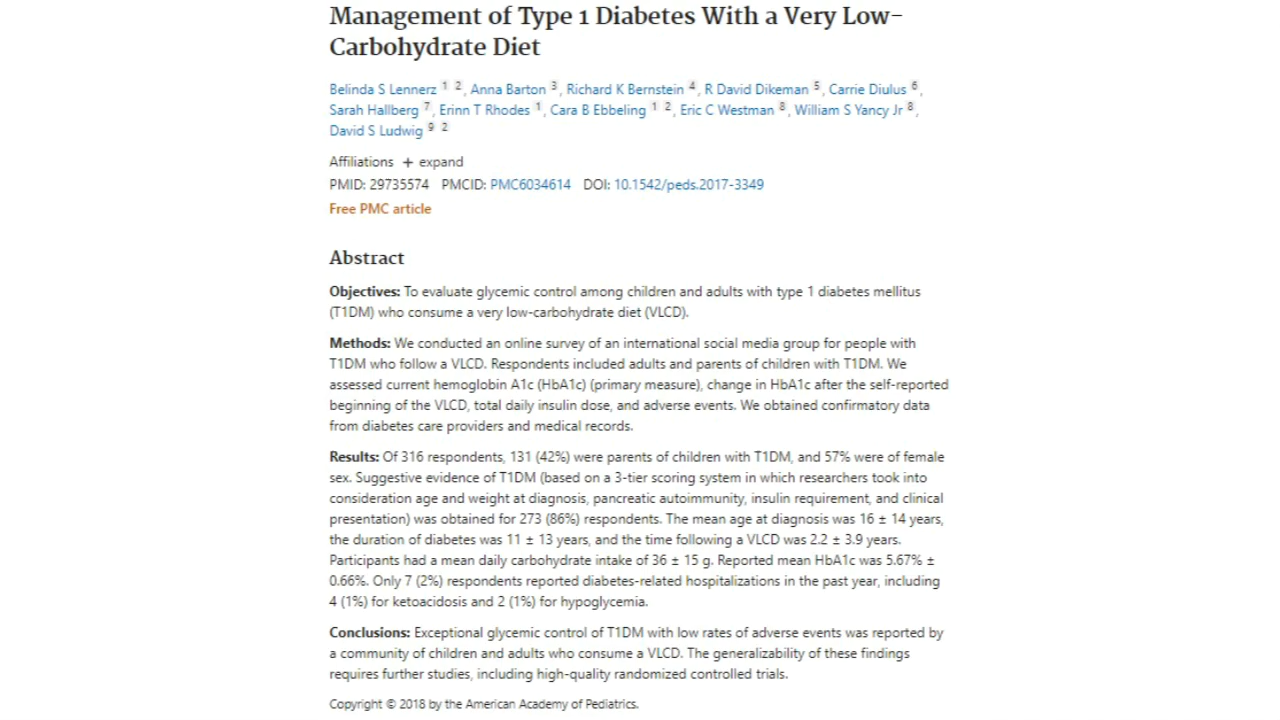 Management of Type 1 Diabetes With a Very Low-
Carbohydrate Diet
Belinda S Lennerz 1 2, Anna Barton 3, Richard K Bernstein 4, R David Dikeman 5, Carrie Diulus 6,
Sarah Hallberg 7, Erinn T Rhodes 1, Cara B Ebbeling 1 2, Eric C Westman 8, William S Yancy Jr 8,
David S Ludwig 9 2
Affiliations + expand
PMID: 29735574 PMCID: PMC6034614 DOI: 10.1542/peds.2017-3349
Free PMC article
Abstract
Objectives: To evaluate glycemic control among children and adults with type 1 diabetes mellitus
(T1DM) who consume a very low-carbohydrate diet (VLCD).
Methods: We conducted an online survey of an international social media group for people with
T1DM who follow a VLCD. Respondents included adults and parents of children with T1DM. We
assessed current hemoglobin A1c (HbA1c) (primary measure), change in HbA1c after the self-reported
beginning of the VLCD, total daily insulin dose, and adverse events. We obtained confirmatory data
from diabetes care providers and medical records.
Results: Of 316 respondents, 131 (42%) were parents of children with T1DM, and 57% were of female
sex. Suggestive evidence of T1DM (based on a 3-tier scoring system in which researchers took into
consideration age and weight at diagnosis, pancreatic autoimmunity, insulin requirement, and clinical
presentation) was obtained for 273 (86%) respondents. The mean age at diagnosis was 16 ± 14 years,
the duration of diabetes was 11 ± 13 years, and the time following a VLCD was 2.2 ± 3.9 years.
Participants had a mean daily carbohydrate intake of 36 ± 15 g. Reported mean HbA1c was 5.67% ±
0.66%. Only 7 (2%) respondents reported diabetes-related hospitalizations in the past year, including
4 (1%) for ketoacidosis and 2 (1%) for hypoglycemia.
Conclusions: Exceptional glycemic control of T1DM with low rates of adverse events was reported by
a community of children and adults who consume a VLCD. The generalizability of these findings
requires further studies, including high-quality randomized controlled trials.
Copyright © 2018 by the American Academy of Pediatrics.